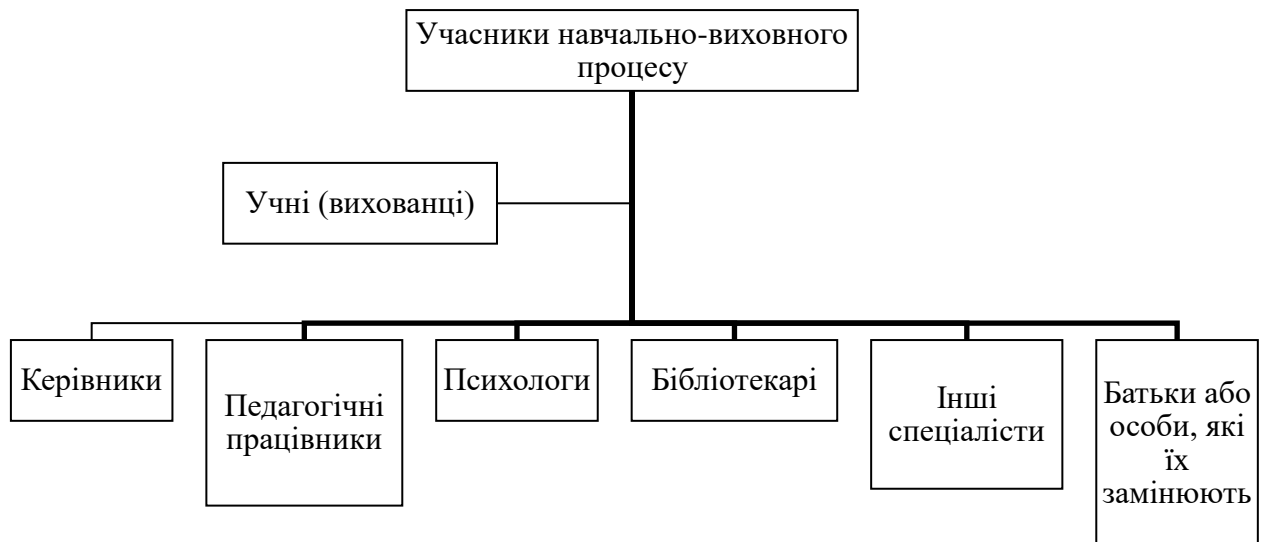 Учасники навчально-виховного
процесу
Учні (вихованці)
Керівники
Педагогічні
працівники
Психологи
Бібліотекарі
Інші
спеціалісти
Батьки або
особи, які
їх
замінюють